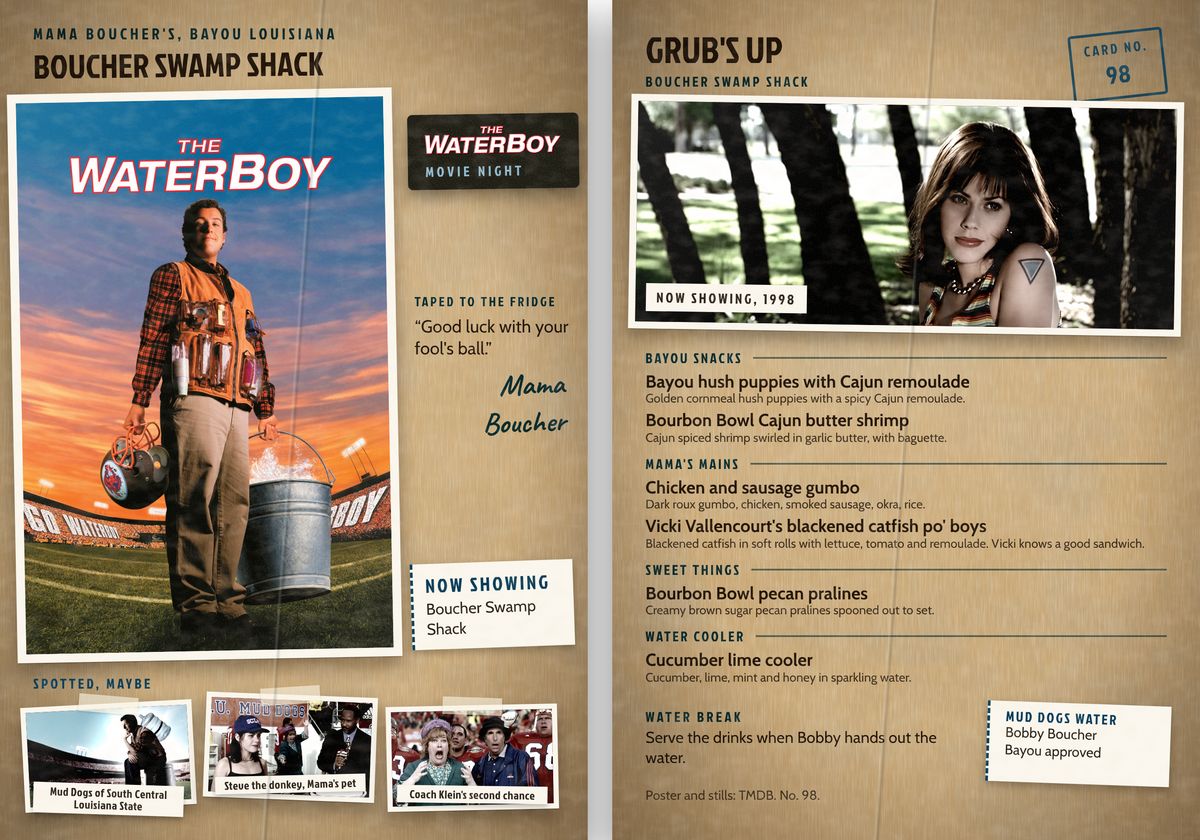 MAMA BOUCHER'S, BAYOU LOUISIANA
BOUCHER SWAMP SHACK
THE
WATERBOY
GO WATERBOY
BOY
THE
WATERBOY
MOVIE NIGHT
TAPED TO THE FRIDGE
“Good luck with your
fool's ball.”
Mama
Boucher
NOW SHOWING
Boucher Swamp
Shack
SPOTTED, MAYBE
Mud Dogs of South Central
Louisiana State
.U. MUD DOGS
SCLS
Steve the donkey, Mama's pet
3
68
Coach Klein's second chance
GRUB'S UP
BOUCHER SWAMP SHACK
CARD NO.
98
NOW SHOWING, 1998
BAYOU SNACKS
Bayou hush puppies with Cajun remoulade
Golden cornmeal hush puppies with a spicy Cajun remoulade.
Bourbon Bowl Cajun butter shrimp
Cajun spiced shrimp swirled in garlic butter, with baguette.
MAMA'S MAINS
Chicken and sausage gumbo
Dark roux gumbo, chicken, smoked sausage, okra, rice.
Vicki Vallencourt's blackened catfish po' boys
Blackened catfish in soft rolls with lettuce, tomato and remoulade. Vicki knows a good sandwich.
SWEET THINGS
Bourbon Bowl pecan pralines
Creamy brown sugar pecan pralines spooned out to set.
WATER COOLER
Cucumber lime cooler
Cucumber, lime, mint and honey in sparkling water.
WATER BREAK
Serve the drinks when Bobby hands out the
water.
MUD DOGS WATER
Bobby Boucher
Bayou approved
Poster and stills: TMDB. No. 98.